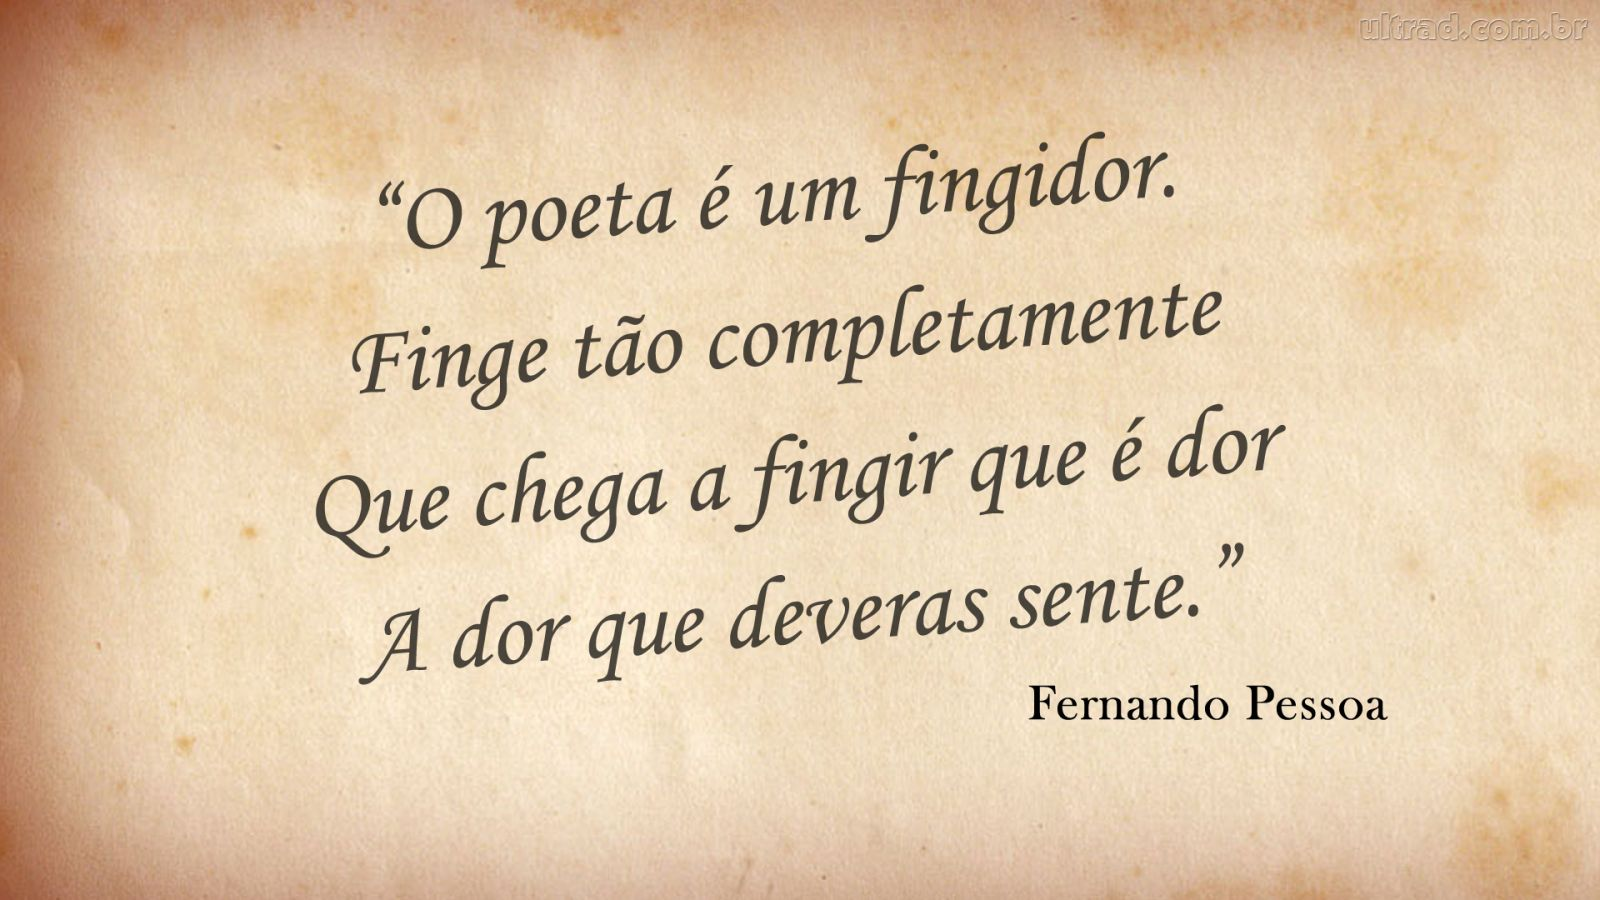 ultrad.com.br
“O poeta é um fingidor.
Finge tão completamente
Que chega a fingir que é dor
A dor que deveras sente.”
Fernando Pessoa